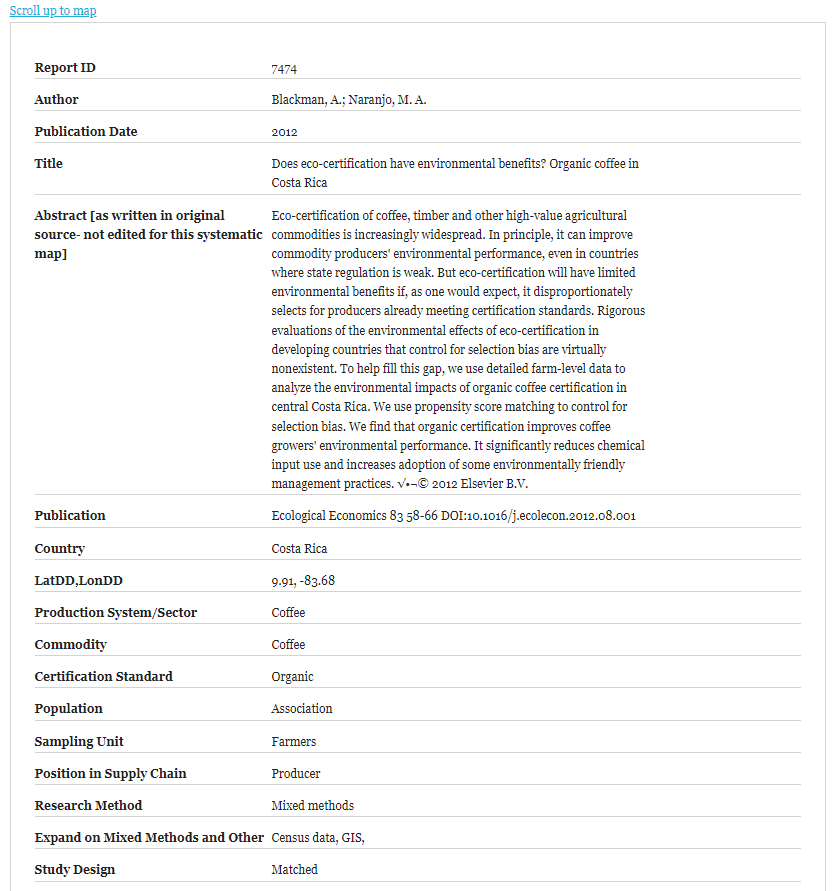 Scroll up to map
Report ID 7474
Author Blackman, A.; Naranjo, M. A.
Publication Date 2012
Title Does eco-certification have environmental benefits? Organic coffee in
Costa Rica
Abstract [as written in original Eco-certification of coffee, timber and other high-value agricultural
source- not edited for this systematic commodities is increasingly widespread. In principle, it can improve
map] commodity producers' environmental performance, even in countries
where state regulation is weak. But eco-certification will have limited
environmental benefits if, as one would expect, it disproportionately
selects for producers already meeting certification standards. Rigorous
evaluations of the environmental effects of eco-certification in
developing countries that control for selection bias are virtually
nonexistent. To help fill this gap, we use detailed farm-level data to
analyze the environmental impacts of organic coffee certification in
central Costa Rica. We use propensity score matching to control for
selection bias. We find that organic certification improves coffee
growers' environmental performance. It significantly reduces chemical
input use and increases adoption of some environmentally friendly
management practices. √•¬© 2012 Elsevier B.V.
Publication Ecological Economics 83 58-66 DOI:10.1016/j.ecolecon.2012.08.001
Country Costa Rica
LatDD,LonDD 9.91, -83.68
Production System/Sector Coffee
Commodity Coffee
Certification Standard Organic
Population Association
Sampling Unit Farmers
Position in Supply Chain Producer
Research Method Mixed methods
Expand on Mixed Methods and Other Census data, GIS,
Study Design Matched